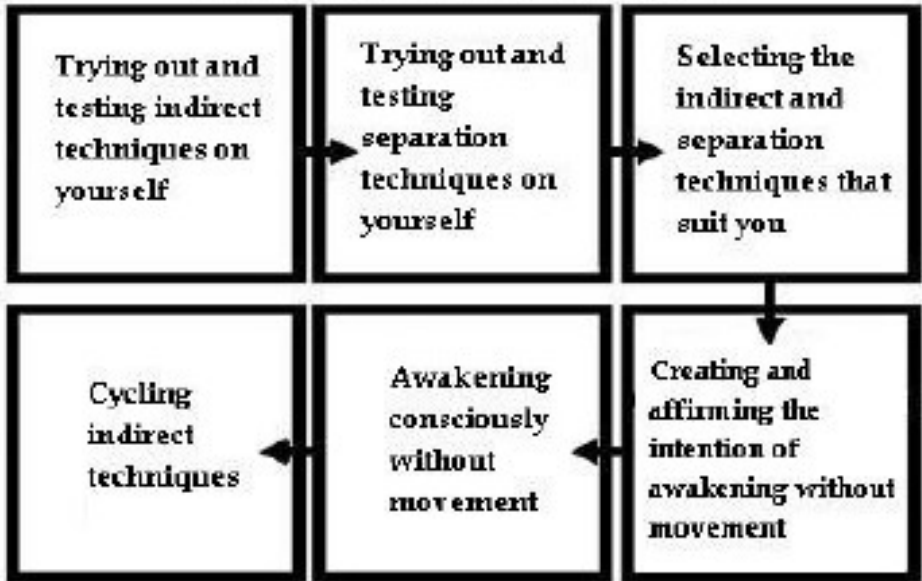 Trying out and
testing indirect
techniques on
yourself
Trying out and
testing
separation
techniques on
yourself
Selecting the
indirect and
separation
techniques that
suit you
Creating and
affirming the
intention of
awakening without
movement
Awakening
consciously
without
movement
Cycling
indirect
techniques